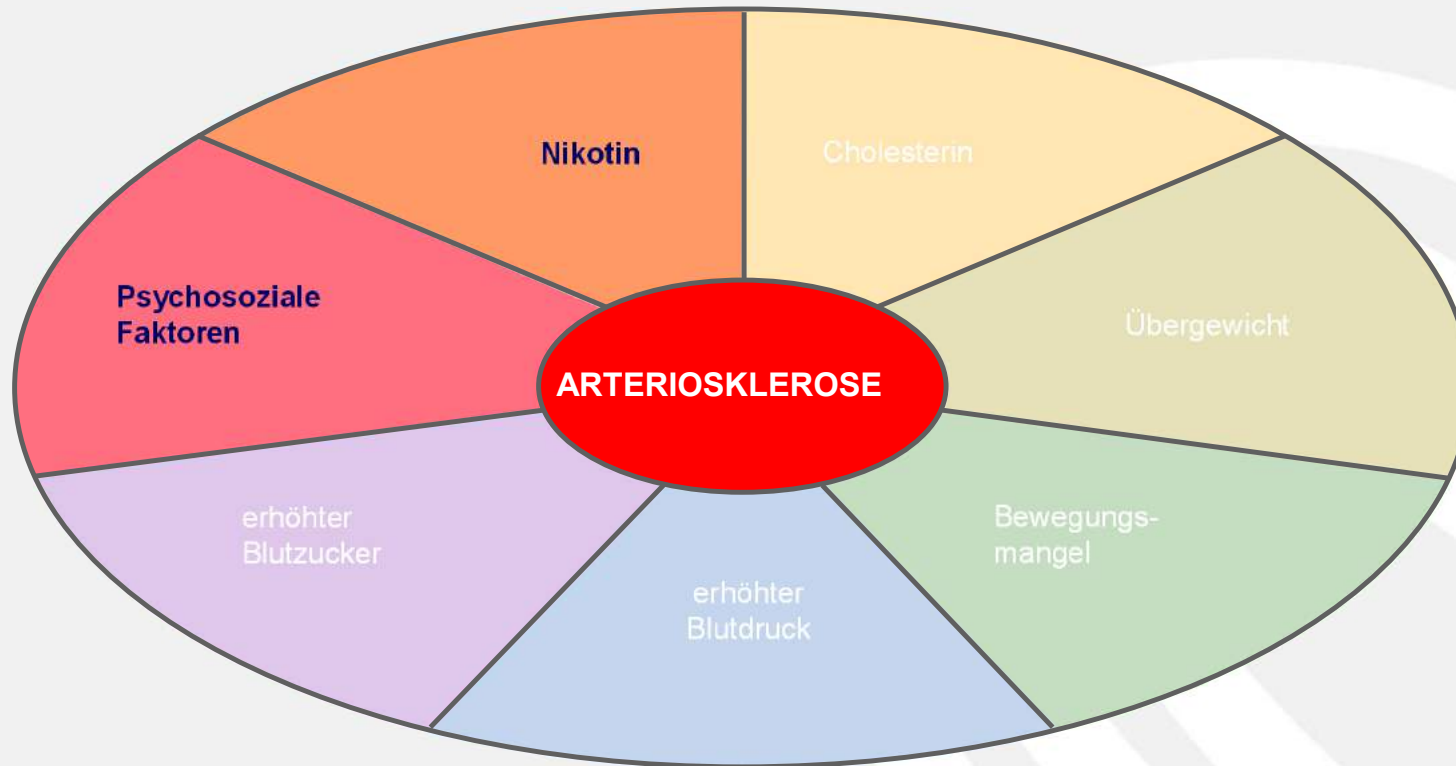 Nikotin
Cholesterin
Psychosoziale
Faktoren
Übergewicht
ARTERIOSKLEROSE
erhöhter
Blutzucker
Bewegungs-
mangel
erhöhter
Blutdruck